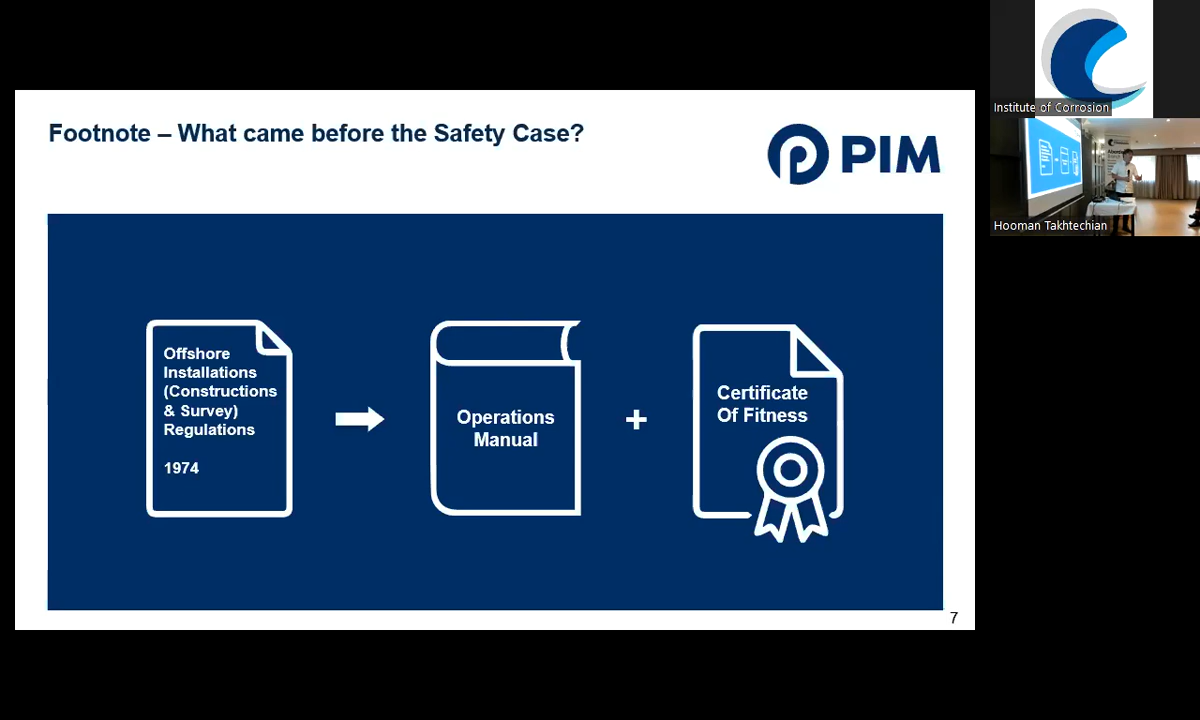 Footnote – What came before the Safety Case?
PIM
Offshore
Installations
(Constructions
& Survey)
Regulations
1974
Operations
Manual
+
Certificate
Of Fitness
7
Institute of Corrosion
Hooman Takhtechian